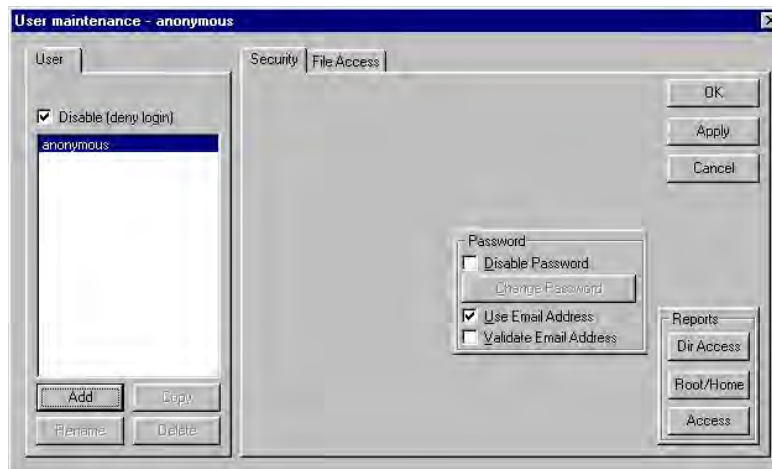 User maintenance - anonymous
User
Disable (deny login)
anonymous
Add
Copy
Rename
Delete
Security
File Access
OK
Apply
Cancel
Password
Disable Password
Change Password
Use Email Address
Validate Email Address
Reports
Dir Access
Root/Home
Access